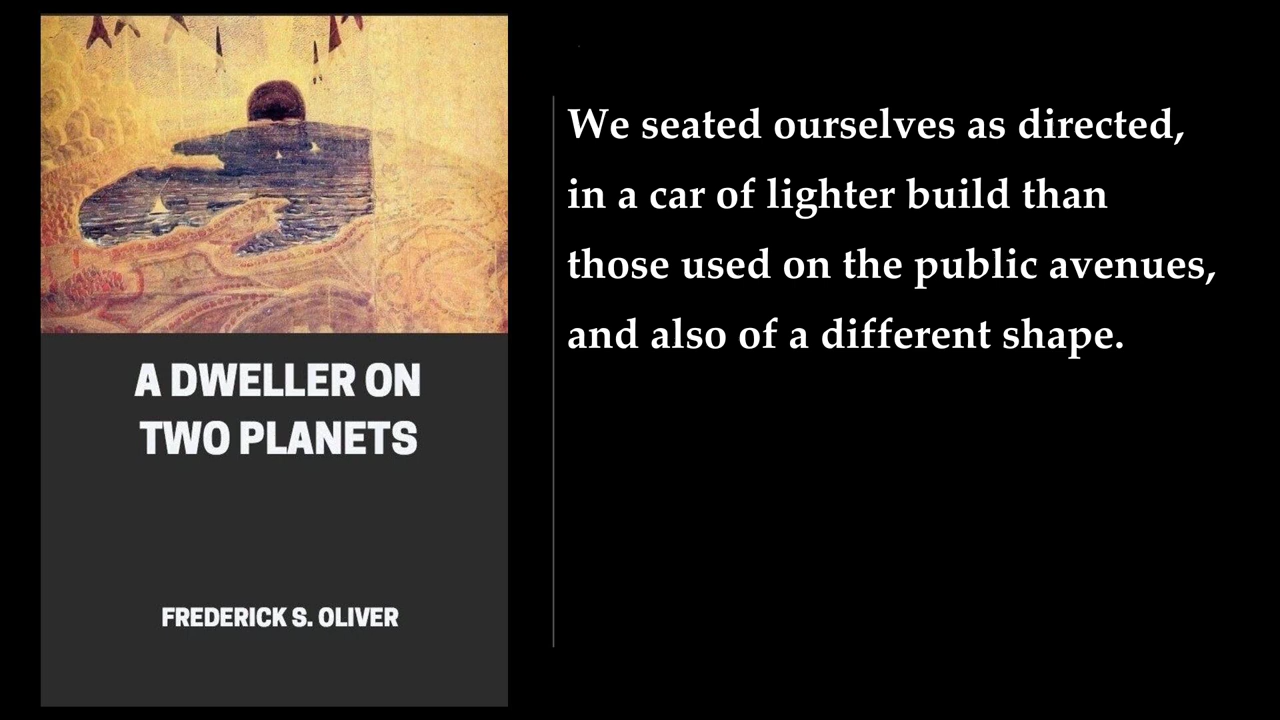 A DWELLER ON
TWO PLANETS
FREDERICK S. OLIVER
We seated ourselves as directed,
in a car of lighter build than
those used on the public avenues,
and also of a different shape.